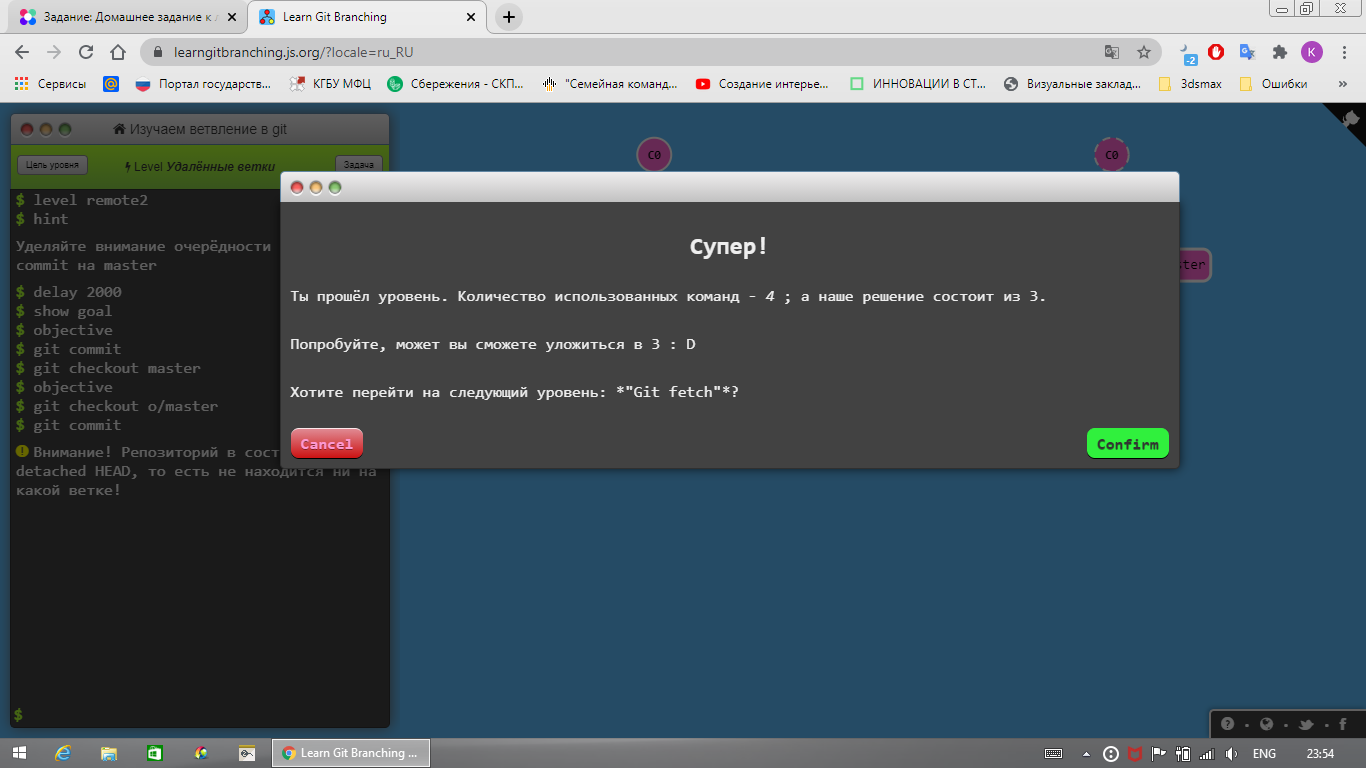 Задание: Домашнее задание к л
Learn Git Branching
learngitbranching.js.org/?locale=ru_RU
-2
K
Сервисы
Портал государств...
КГБУ МФЦ
Сбережения - СКП...
"Семейная команд...
Создание интерье...
ИННОВАЦИИ В СТ...
Визуальные заклад...
3dsmax
Ошибки
»
Изучаем ветвление в git
Цель уровня
Level Удалённые ветки
Задача
$ level remote2
$ hint
Уделяйте внимание очерёдности
commit на master
$ delay 2000
$ show goal
$ objective
$ git commit
$ git checkout master
$ objective
$ git checkout o/master
$ git commit
Внимание! Репозиторий в сост
detached HEAD, то есть не находится ни на
какой ветке!
$
C0
C0
ster
Супер!
Ты прошёл уровень. Количество использованных команд - 4 ; а наше решение состоит из 3.
Попробуйте, может вы сможете уложиться в 3 : D
Хотите перейти на следующий уровень: *"Git fetch"*?
Cancel
Confirm
Learn Git Branching ...
ENG
23:54